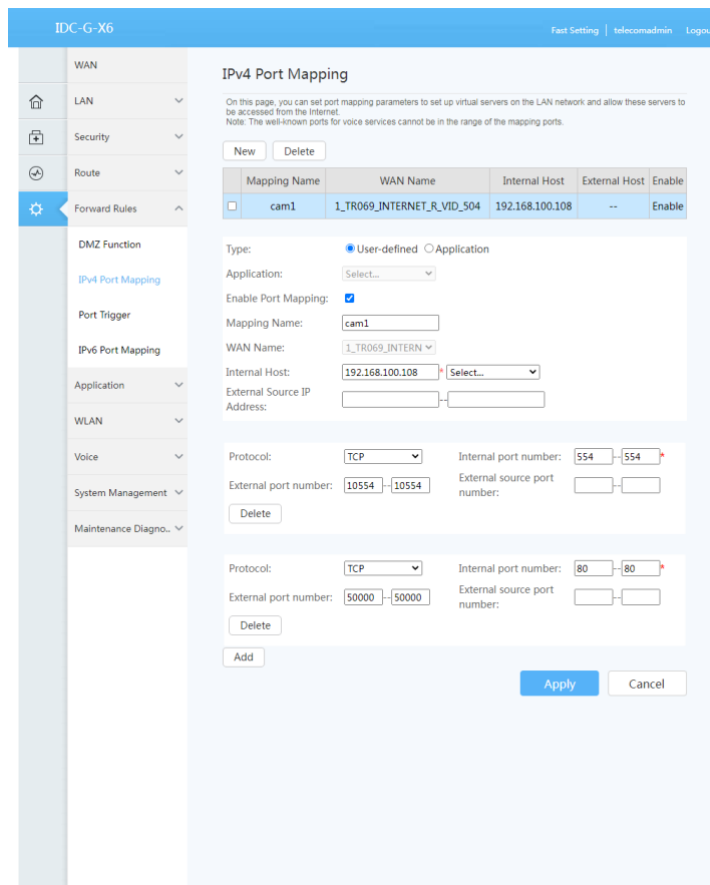 IDC-G-X6
Fast Setting | telecomadmin Logou
WAN
LAN
Security
Route
Forward Rules
DMZ Function
IPv4 Port Mapping
Port Trigger
IPv6 Port Mapping
Application
WLAN
Voice
System Management
Maintenance Diagno...
IPv4 Port Mapping
On this page, you can set port mapping parameters to set up virtual servers on the LAN network and allow these servers to
be accessed from the Internet.
Note: The well-known ports for voice services cannot be in the range of the mapping ports.
New Delete
Mapping Name WAN Name Internal Host External Host Enable
cam1 1_TR069_INTERNET_R_VID_504 192.168.100.108 -- Enable
Type: User-defined Application
Application: Select...
Enable Port Mapping:
Mapping Name: cam1
WAN Name: 1_TR069_INTERN
Internal Host: 192.168.100.108 * Select...
External Source IP
Address: --
Protocol: TCP Internal port number: 554 -- 554 *
External port number: 10554 -- 10554 External source port
number: --
Delete
Protocol: TCP Internal port number: 80 -- 80 *
External port number: 50000 -- 50000 External source port
number: --
Delete
Add
Apply Cancel